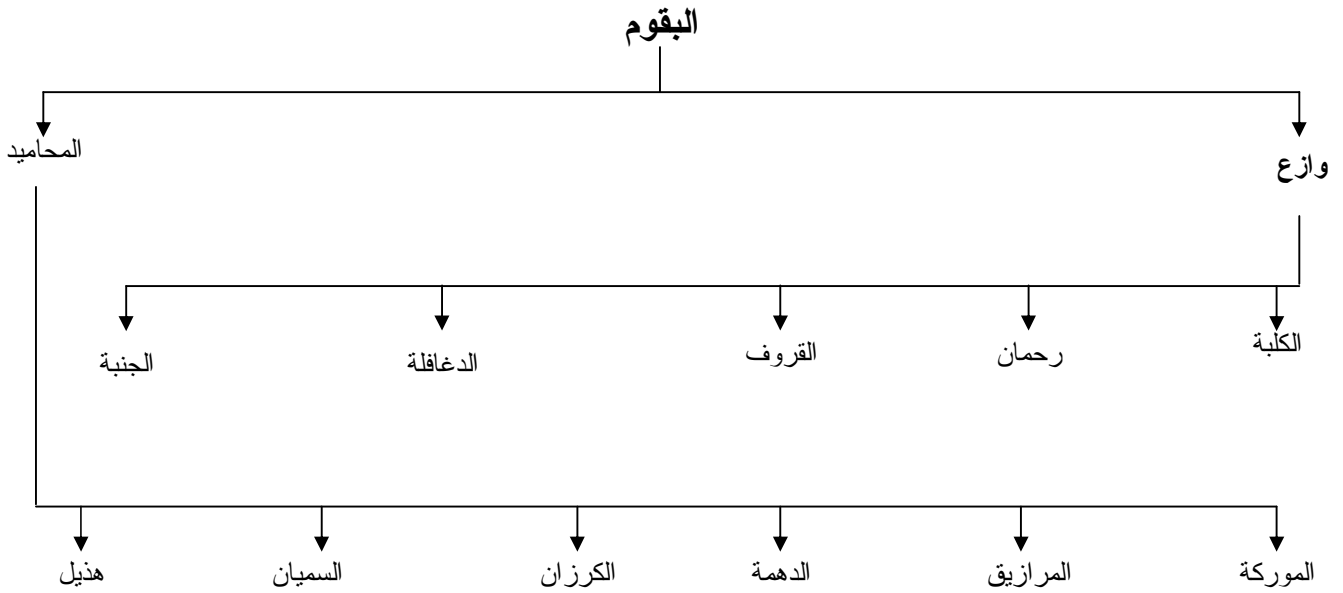 البقوم
وازع المحاميد
الكلبة رحمان القروف الدغافلة الجنبة
الموركة المرازيق الدهمة الكرزان السميان هذيل